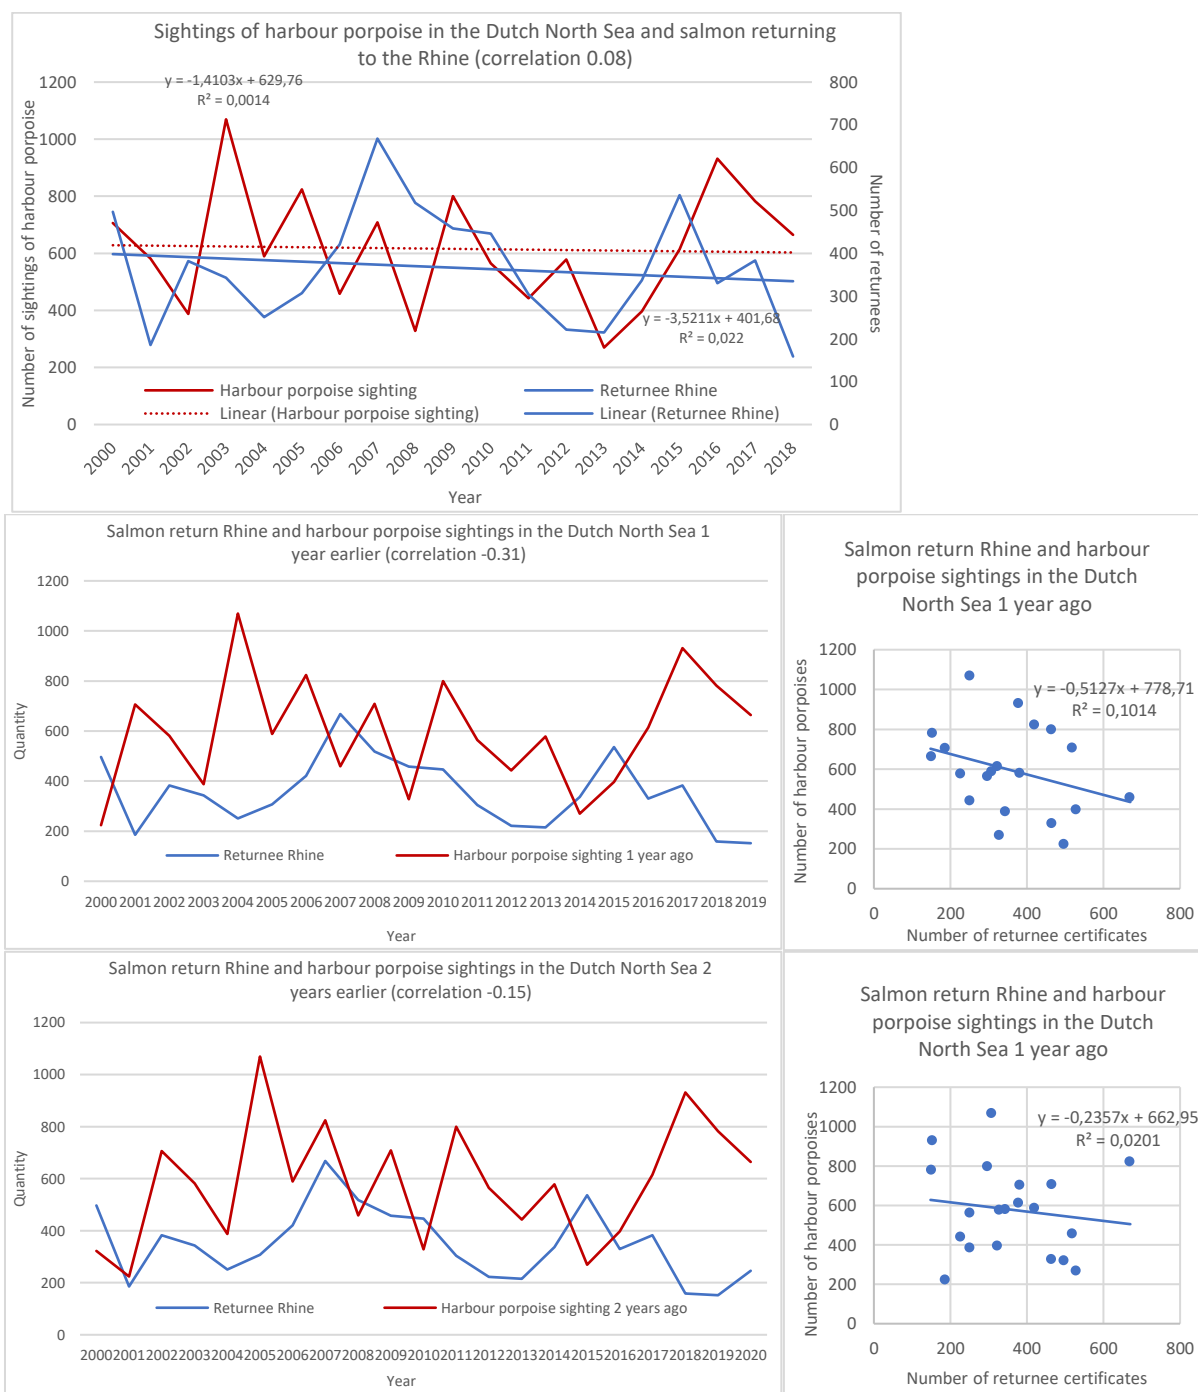 Sightings of harbour porpoise in the Dutch North Sea and salmon returning
to the Rhine (correlation 0.08)
y = -1,4103x + 629,76
R² = 0,0014
Number of sightings of harbour porpoise
1200
1000
800
600
400
200
0
800
700
600
500
400
300
200
100
0
Number of returnees
y = -3,5211x + 401,68
R² = 0,022
Harbour porpoise sighting
Returnee Rhine
Linear (Harbour porpoise sighting)
Linear (Returnee Rhine)
2000 2001 2002 2003 2004 2005 2006 2007 2008 2009 2010 2011 2012 2013 2014 2015 2016 2017 2018
Year
Salmon return Rhine and harbour porpoise sightings in the Dutch North Sea 1
year earlier (correlation -0.31)
Quantity
1200
1000
800
600
400
200
0
Returnee Rhine
Harbour porpoise sighting 1 year ago
2000 2001 2002 2003 2004 2005 2006 2007 2008 2009 2010 2011 2012 2013 2014 2015 2016 2017 2018 2019
Year
Salmon return Rhine and harbour
porpoise sightings in the Dutch
North Sea 1 year ago
Number of harbour porpoises
1200
1000
800
600
400
200
0
y = -0,5127x + 778,71
R² = 0,1014
0 200 400 600 800
Number of returnee certificates
Salmon return Rhine and harbour porpoise sightings in the Dutch North Sea 2
years earlier (correlation -0.15)
Quantity
1200
1000
800
600
400
200
0
Returnee Rhine
Harbour porpoise sighting 2 years ago
2000 2001 2002 2003 2004 2005 2006 2007 2008 2009 2010 2011 2012 2013 2014 2015 2016 2017 2018 2019 2020
Year
Salmon return Rhine and harbour
porpoise sightings in the Dutch
North Sea 1 year ago
Number of harbour porpoises
1200
1000
800
600
400
200
0
y = -0,2357x + 662,95
R² = 0,0201
0 200 400 600 800
Number of returnee certificates